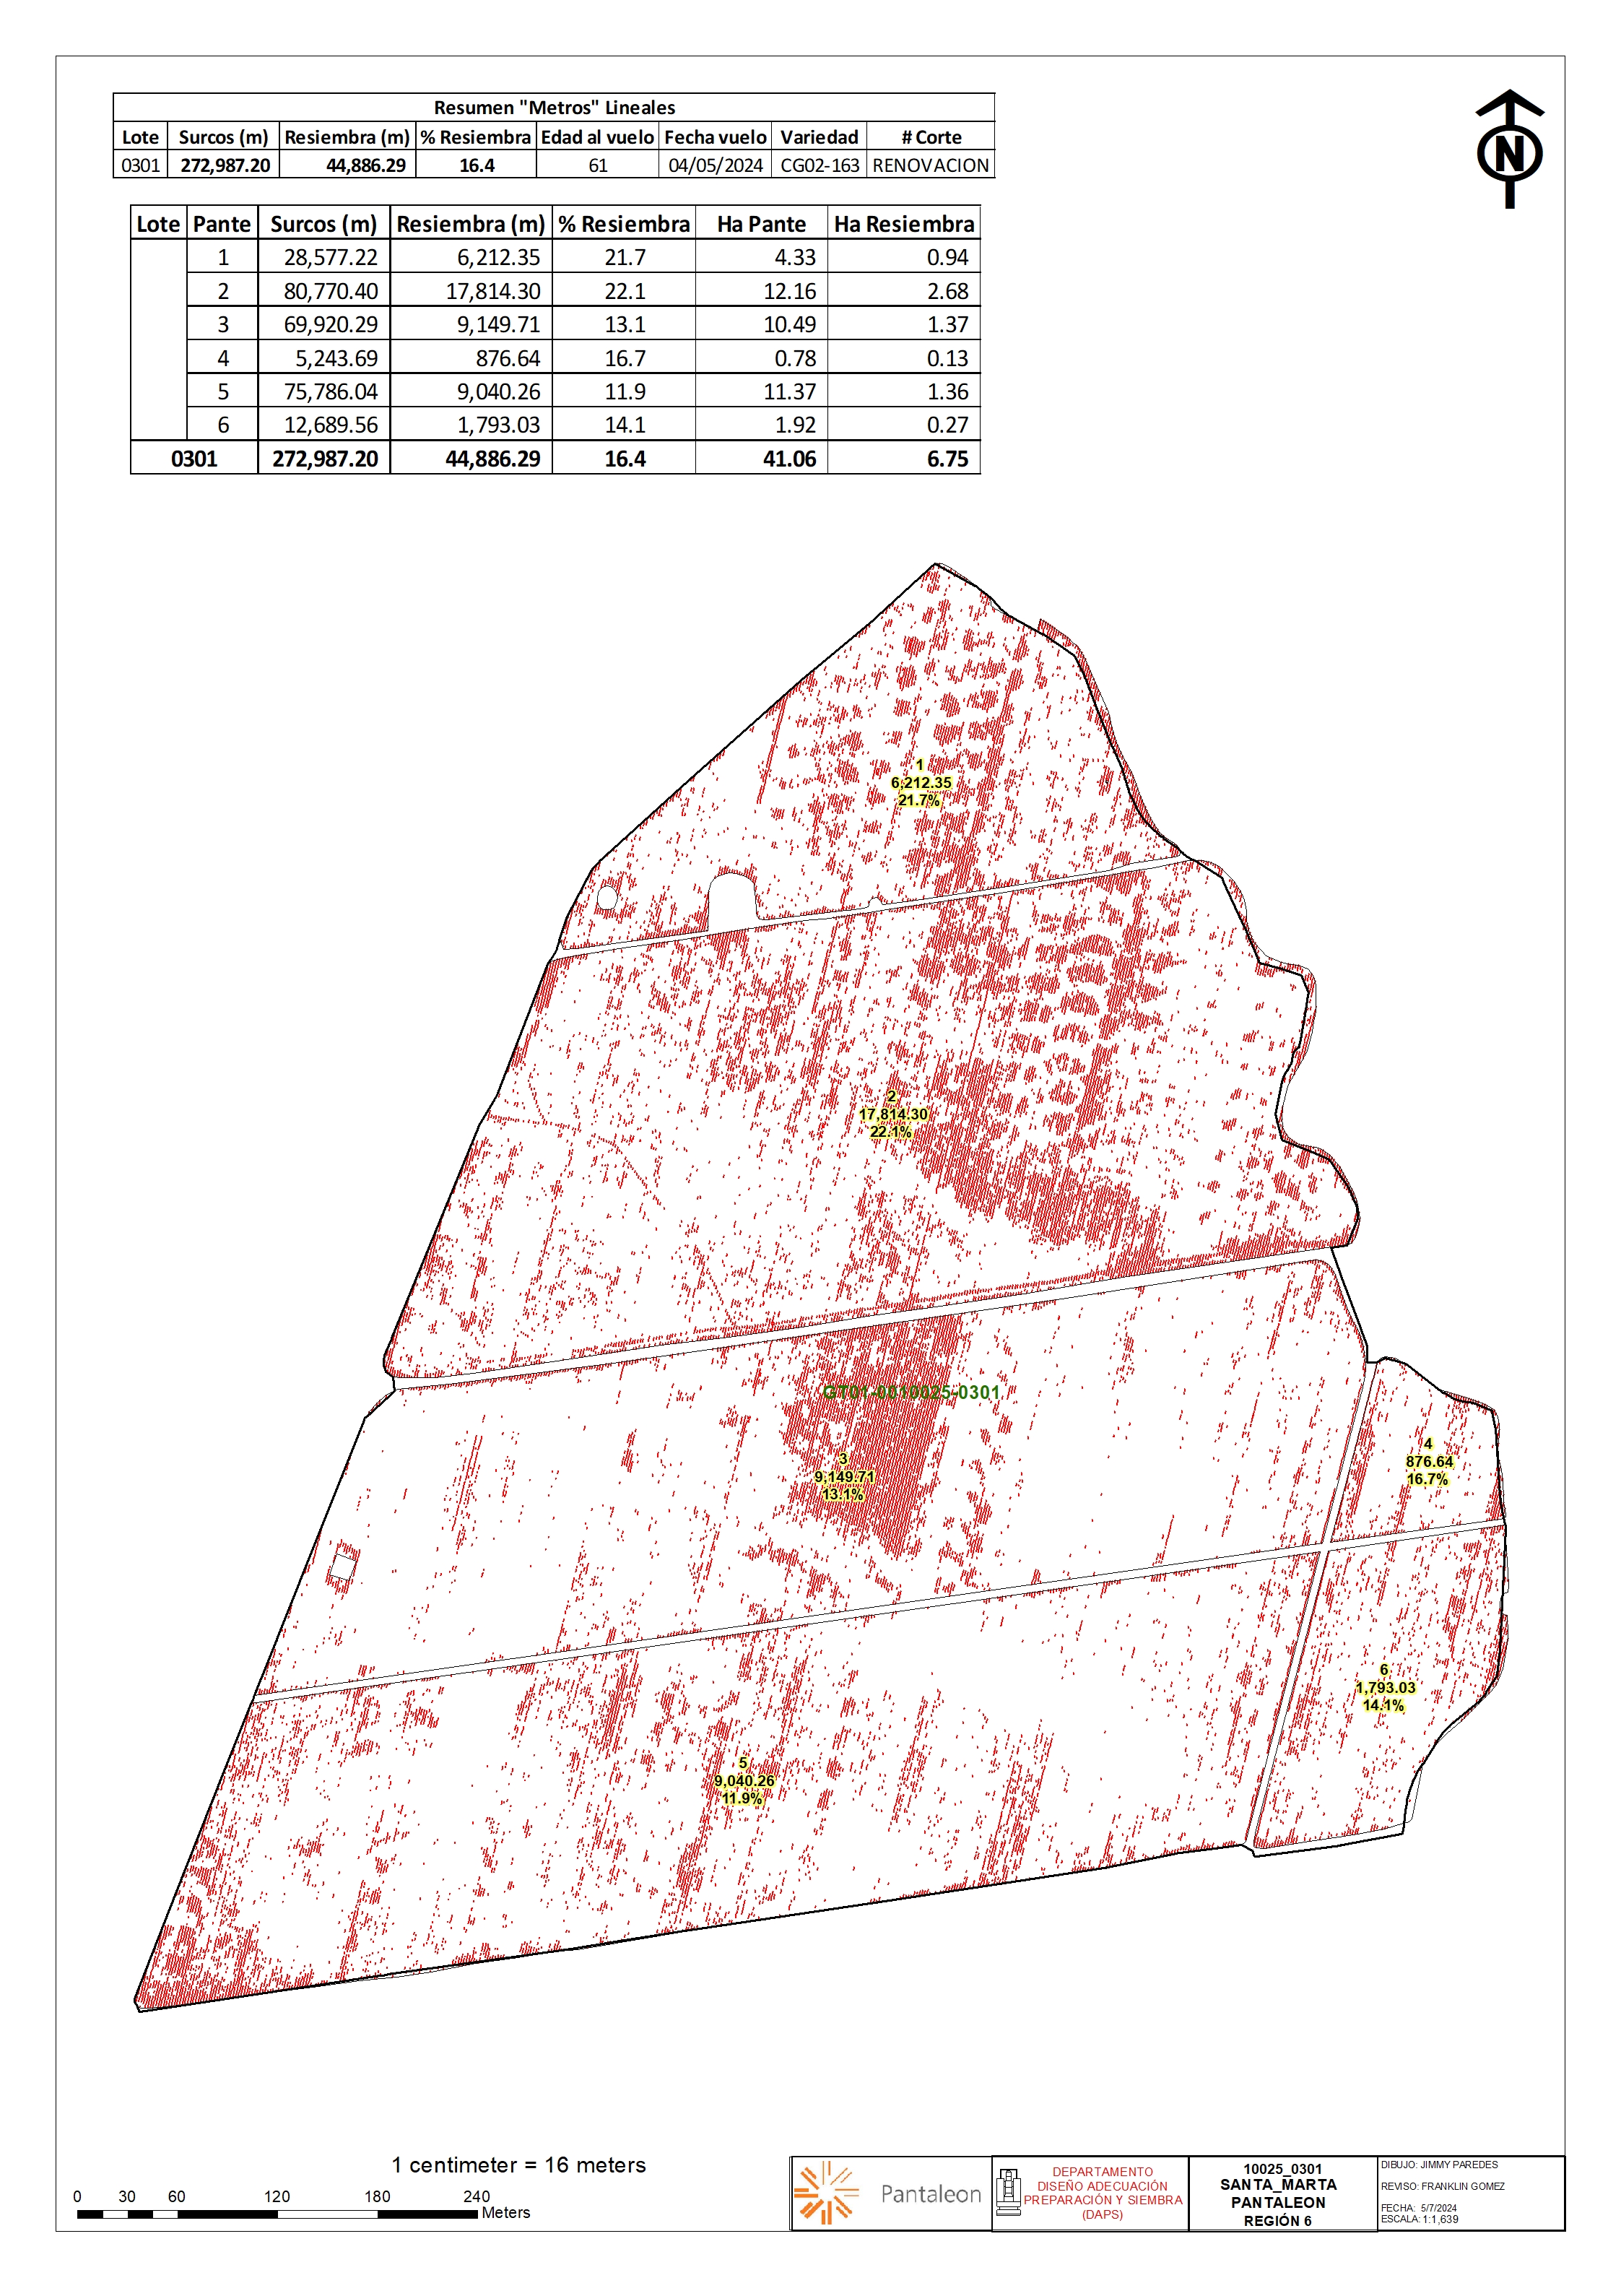 Resumen "Metros" Lineales
Lote Surcos (m) Resiembra (m) % Resiembra Edad al vuelo Fecha vuelo Variedad # Corte
0301 272,987.20 44,886.29 16.4 61 04/05/2024 CG02-163 RENOVACION
N
Lote Pante Surcos (m) Resiembra (m) % Resiembra Ha Pante Ha Resiembra
1 28,577.22 6,212.35 21.7 4.33 0.94
2 80,770.40 17,814.30 22.1 12.16 2.68
3 69,920.29 9,149.71 13.1 10.49 1.37
4 5,243.69 876.64 16.7 0.78 0.13
5 75,786.04 9,040.26 11.9 11.37 1.36
6 12,689.56 1,793.03 14.1 1.92 0.27
0301 272,987.20 44,886.29 16.4 41.06 6.75
1
6,212.35
21.7%
2
17,814.30
22.1%
GT01-0010025-0301
3
9,149.71
13.1%
4
876.64
16.7%
6
1,793.03
14.1%
5
9,040.26
11.9%
1 centimeter = 16 meters
0 30 60 120 180 240
Meters
Pantaleon
DEPARTAMENTO
DISEÑO ADECUACIÓN
PREPARACIÓN Y SIEMBRA
(DAPS)
10025_0301
SANTA_MARTA
PANTALEON
REGIÓN 6
DIBUJO: JIMMY PAREDES
REVISO: FRANKLIN GOMEZ
FECHA: 5/7/2024
ESCALA: 1:1,639